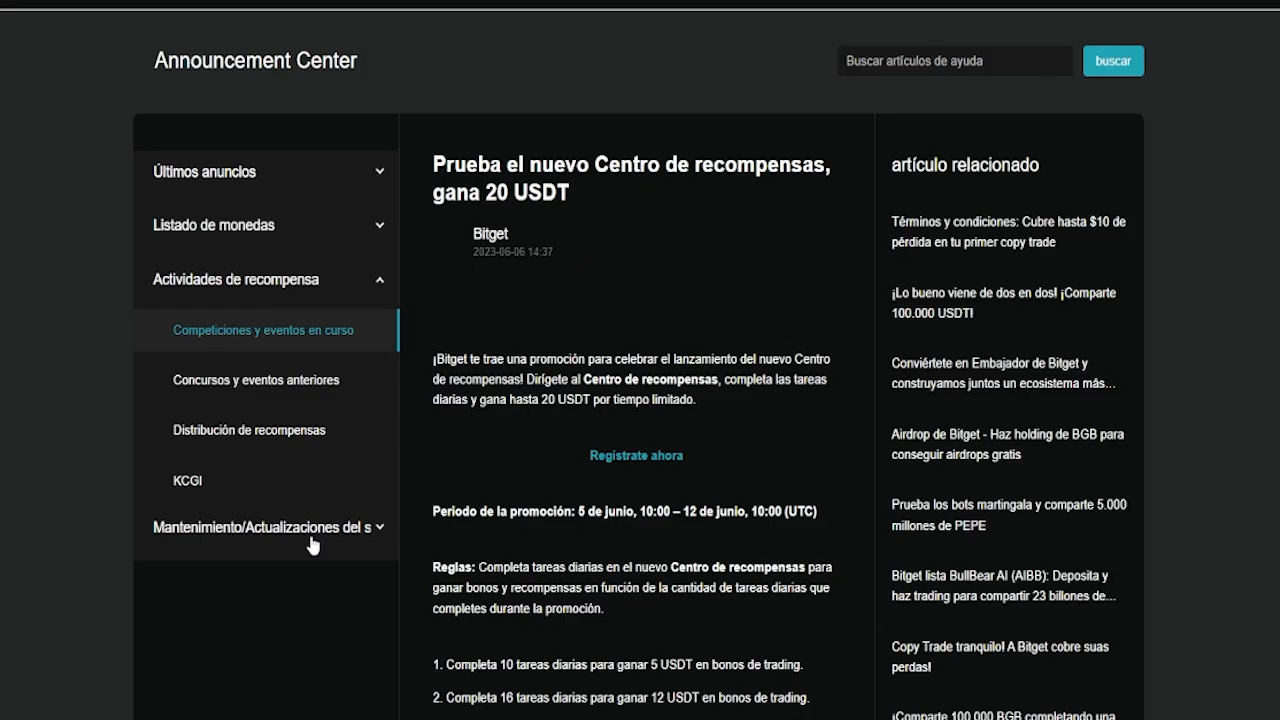 Announcement Center
Buscar artículos de ayuda
buscar
Últimos anuncios
Listado de monedas
Actividades de recompensa
Competiciones y eventos en curso
Concursos y eventos anteriores
Distribución de recompensas
KCGI
Mantenimiento/Actualizaciones del s
Prueba el nuevo Centro de recompensas,
gana 20 USDT
Bitget
2023-06-06 14:37
¡Bitget te trae una promoción para celebrar el lanzamiento del nuevo Centro
de recompensas! Dirígete al Centro de recompensas, completa las tareas
diarias y gana hasta 20 USDT por tiempo limitado.
Regístrate ahora
Periodo de la promoción: 5 de junio, 10:00 – 12 de junio, 10:00 (UTC)
Reglas: Completa tareas diarias en el nuevo Centro de recompensas para
ganar bonos y recompensas en función de la cantidad de tareas diarias que
completes durante la promoción.
1. Completa 10 tareas diarias para ganar 5 USDT en bonos de trading.
2. Completa 16 tareas diarias para ganar 12 USDT en bonos de trading.
artículo relacionado
Términos y condiciones: Cubre hasta $10 de
pérdida en tu primer copy trade
¡Lo bueno viene de dos en dos! ¡Comparte
100.000 USDT!
Conviértete en Embajador de Bitget y
construyamos juntos un ecosistema más...
Airdrop de Bitget - Haz holding de BGB para
conseguir airdrops gratis
Prueba los bots martingala y comparte 5.000
millones de PEPE
Bitget lista BullBear AI (AIBB): Deposita y
haz trading para compartir 23 billones de...
Copy Trade tranquilo! A Bitget cobre suas
perdas!
¡Comparte 100.000 BGB completando una